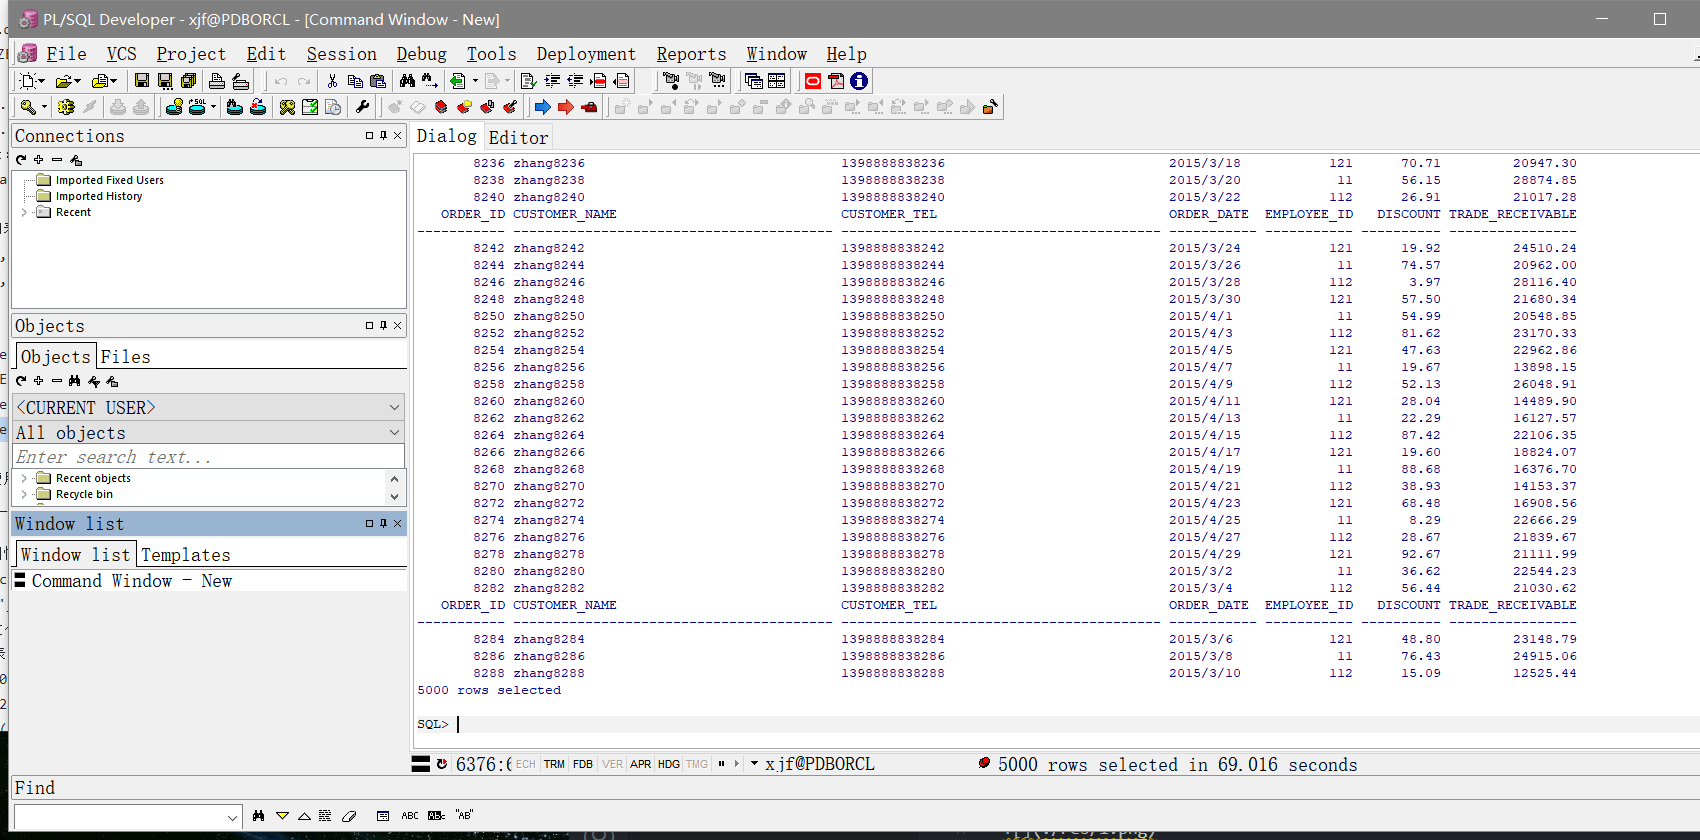 PL/SQL Developer - xjf@PDBORCL - [Command Window - New]
File VCS Project Edit Session Debug Tools Deployment Reports Window Help
Connections
Imported Fixed Users
Imported History
Recent
Objects
Objects Files
<CURRENT USER>
All objects
Enter search text...
Recent objects
Recycle bin
Window list
Window list Templates
Command Window - New
Dialog Editor
8236 zhang8236 1398888838236 2015/3/18 121 70.71 20947.30
8238 zhang8238 1398888838238 2015/3/20 11 56.15 28874.85
8240 zhang8240 1398888838240 2015/3/22 112 26.91 21017.28
ORDER_ID CUSTOMER_NAME CUSTOMER_TEL ORDER_DATE EMPLOYEE_ID DISCOUNT TRADE_RECEIVABLE
8242 zhang8242 1398888838242 2015/3/24 121 19.92 24510.24
8244 zhang8244 1398888838244 2015/3/26 11 74.57 20962.00
8246 zhang8246 1398888838246 2015/3/28 112 3.97 28116.40
8248 zhang8248 1398888838248 2015/3/30 121 57.50 21680.34
8250 zhang8250 1398888838250 2015/4/1 11 54.99 20548.85
8252 zhang8252 1398888838252 2015/4/3 112 81.62 23170.33
8254 zhang8254 1398888838254 2015/4/5 121 47.63 22962.86
8256 zhang8256 1398888838256 2015/4/7 11 19.67 13898.15
8258 zhang8258 1398888838258 2015/4/9 112 52.13 26048.91
8260 zhang8260 1398888838260 2015/4/11 121 28.04 14489.90
8262 zhang8262 1398888838262 2015/4/13 11 22.29 16127.57
8264 zhang8264 1398888838264 2015/4/15 112 87.42 22106.35
8266 zhang8266 1398888838266 2015/4/17 121 19.60 18824.07
8268 zhang8268 1398888838268 2015/4/19 11 88.68 16376.70
8270 zhang8270 1398888838270 2015/4/21 112 38.93 14153.37
8272 zhang8272 1398888838272 2015/4/23 121 68.48 16908.56
8274 zhang8274 1398888838274 2015/4/25 11 8.29 22666.29
8276 zhang8276 1398888838276 2015/4/27 112 28.67 21839.67
8278 zhang8278 1398888838278 2015/4/29 121 92.67 21111.99
8280 zhang8280 1398888838280 2015/3/2 11 36.62 22544.23
8282 zhang8282 1398888838282 2015/3/4 112 56.44 21030.62
ORDER_ID CUSTOMER_NAME CUSTOMER_TEL ORDER_DATE EMPLOYEE_ID DISCOUNT TRADE_RECEIVABLE
8284 zhang8284 1398888838284 2015/3/6 121 48.80 23148.79
8286 zhang8286 1398888838286 2015/3/8 11 76.43 24915.06
8288 zhang8288 1398888838288 2015/3/10 112 15.09 12525.44
5000 rows selected
SQL>
6376:6 ECH TRM FDB VER APR HDG TMG xjf@PDBORCL 5000 rows selected in 69.016 seconds
Find
ABC "AB"